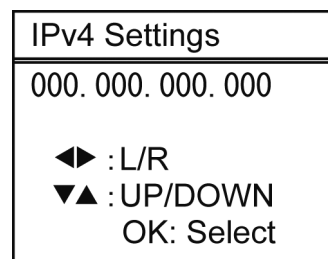 IPv4 Settings
000. 000. 000. 000
◀▶ : L/R
▼▲ : UP/DOWN
OK: Select